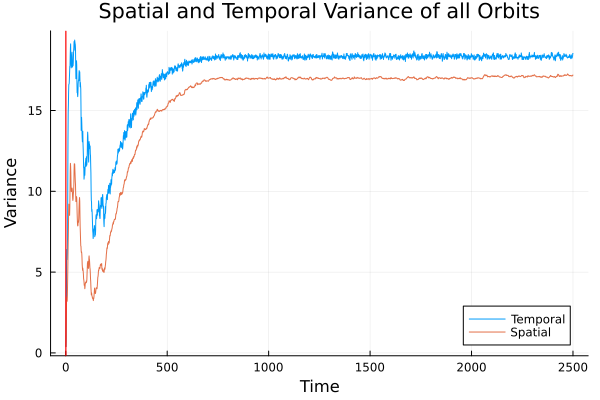 Spatial and Temporal Variance of all Orbits
Variance
15
10
5
0
Temporal
Spatial
0 500 1000 1500 2000 2500
Time